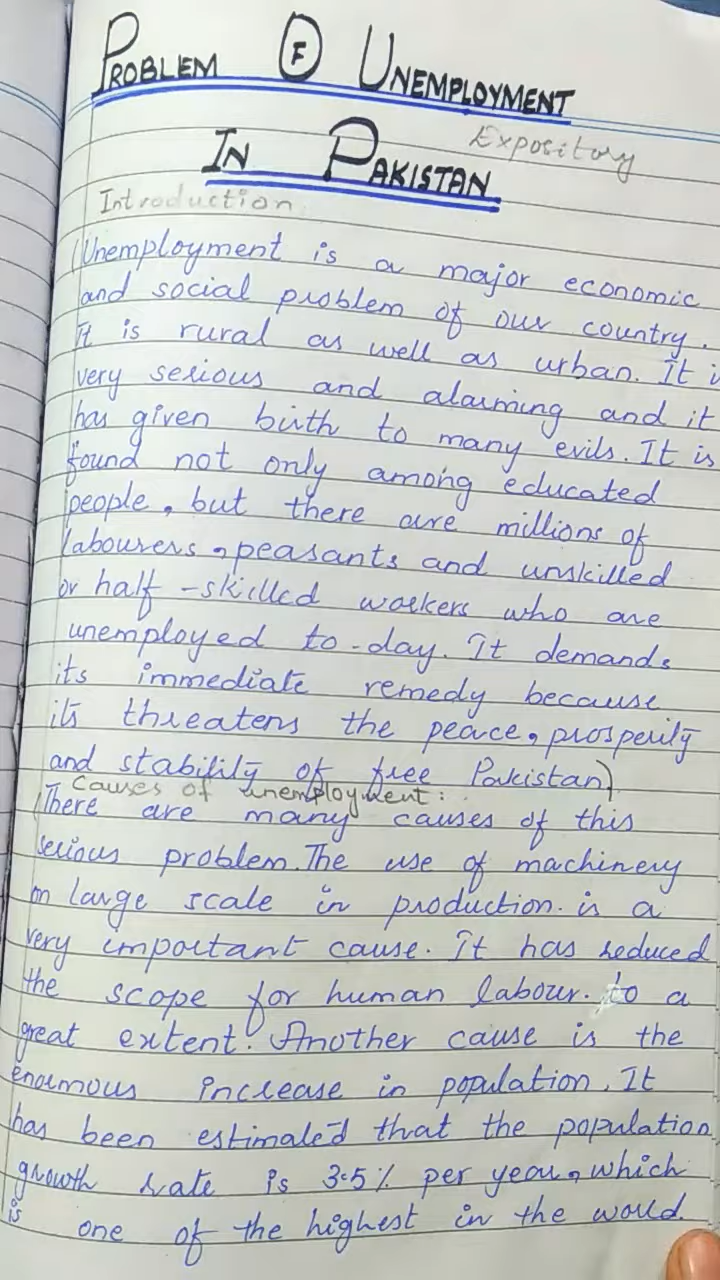 PROBLEM OF UNEMPLOYMENT
Expository
IN PAKISTAN
Introduction
(Unemployment is a major economic
and social problem of our country.
It is rural as well as urban. It i
very serious and alarming and it
has given birth to many evils. It is
found not only among educated
people, but there are millions of
labourers, peasants and unskilled
or half-skilled workers who are
unemployed to-day. It demands
its immediate remedy because
its threatens the peace, prosperity
and stability of free Pakistan)
Causes of unemployment:
(There are many causes of this
serious problem. The use of machinery
on large scale in production is a
very important cause. It has reduced
the scope for human labour. to a
great extent. Another cause is the
enormous increase in population. It
has been estimated that the population
growth rate is 3.5% per year, which
is one of the highest in the world.